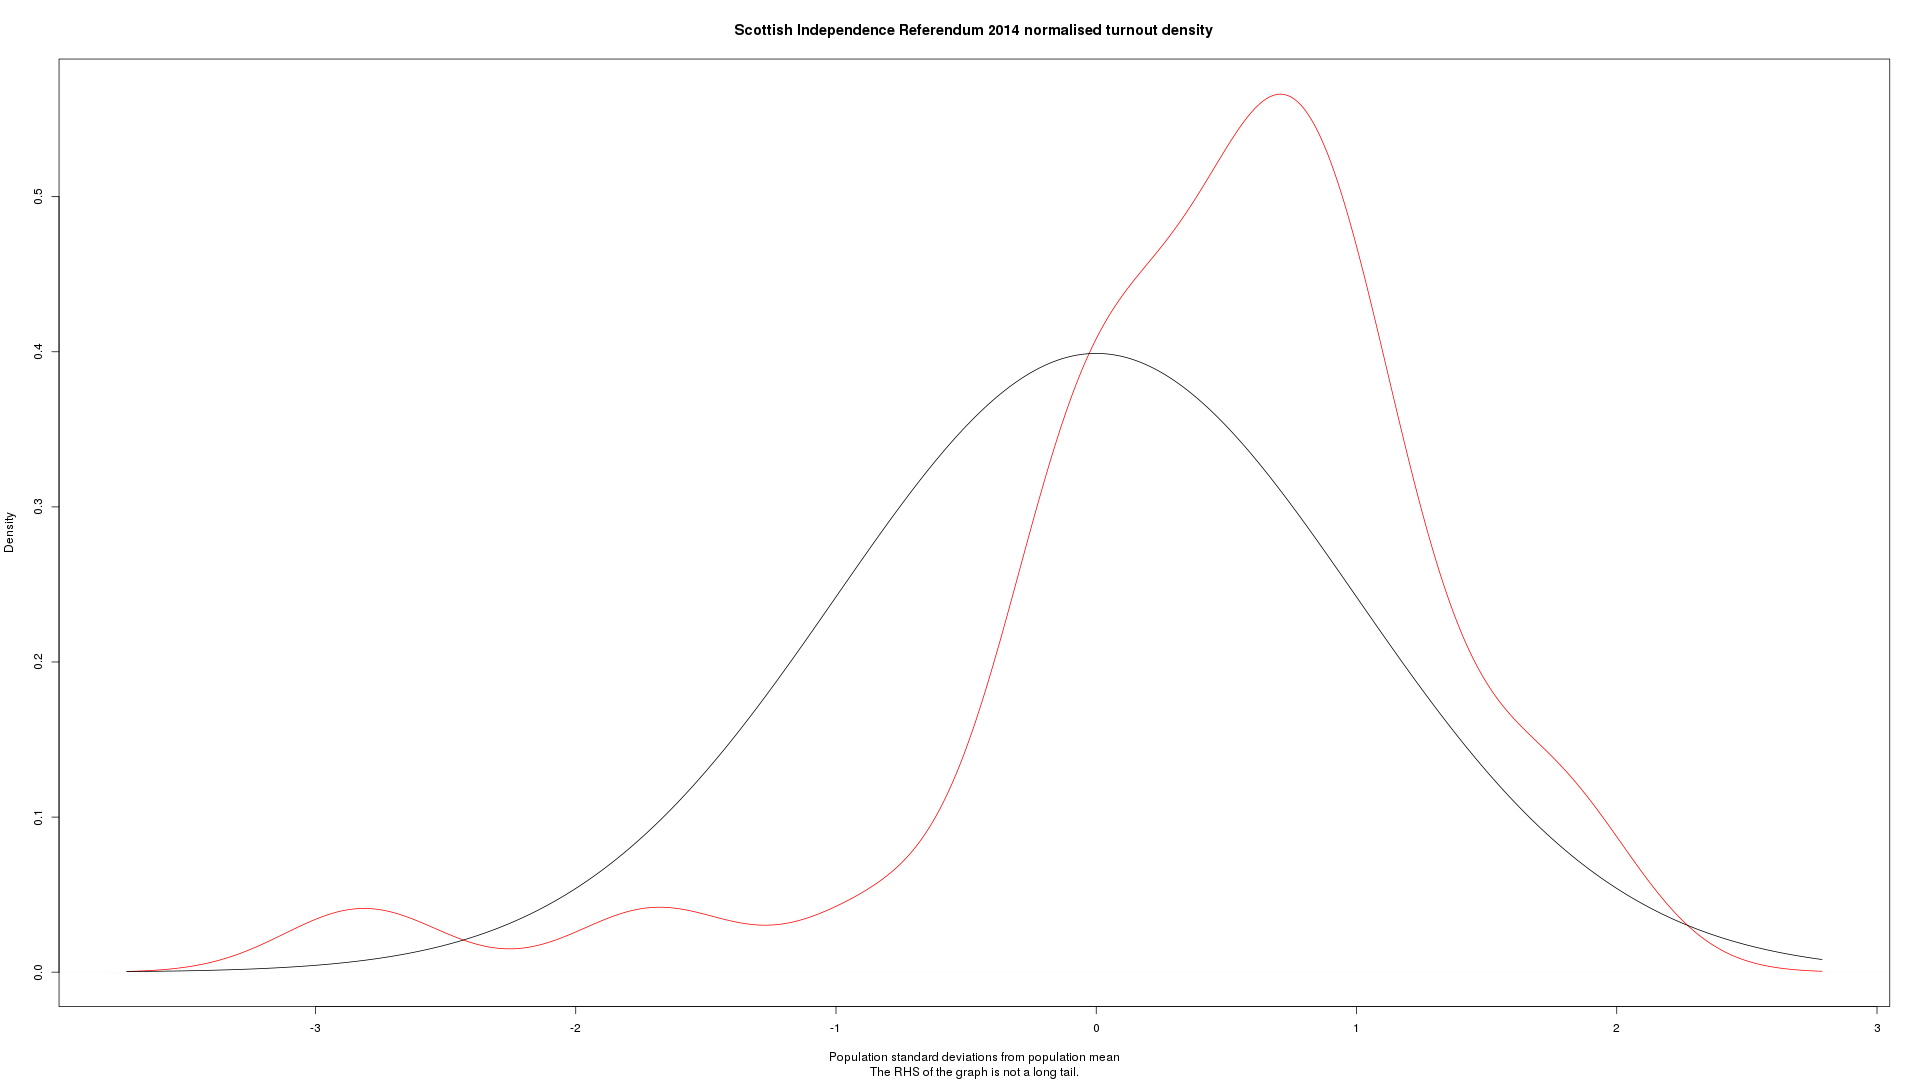 Scottish Independence Referendum 2014 normalised turnout density
Density
0.5
0.4
0.3
0.2
0.1
0.0
-3 -2 -1 0 1 2 3
Population standard deviations from population mean
The RHS of the graph is not a long tail.